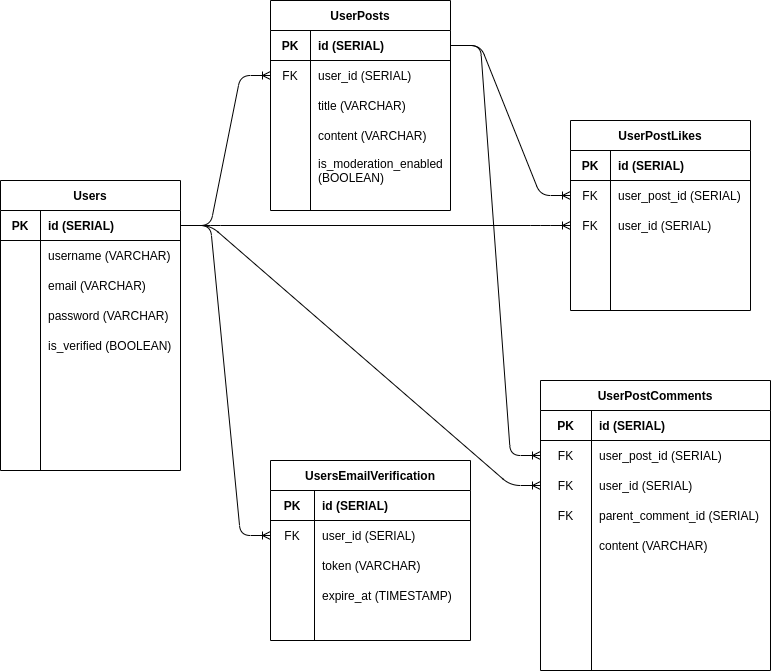 UserPosts
PK id (SERIAL)
FK user_id (SERIAL)
title (VARCHAR)
content (VARCHAR)
is_moderation_enabled
(BOOLEAN)
UserPostLikes
PK id (SERIAL)
FK user_post_id (SERIAL)
FK user_id (SERIAL)
Users
PK id (SERIAL)
username (VARCHAR)
email (VARCHAR)
password (VARCHAR)
is_verified (BOOLEAN)
UserPostComments
PK id (SERIAL)
FK user_post_id (SERIAL)
FK user_id (SERIAL)
FK parent_comment_id (SERIAL)
content (VARCHAR)
UsersEmailVerification
PK id (SERIAL)
FK user_id (SERIAL)
token (VARCHAR)
expire_at (TIMESTAMP)